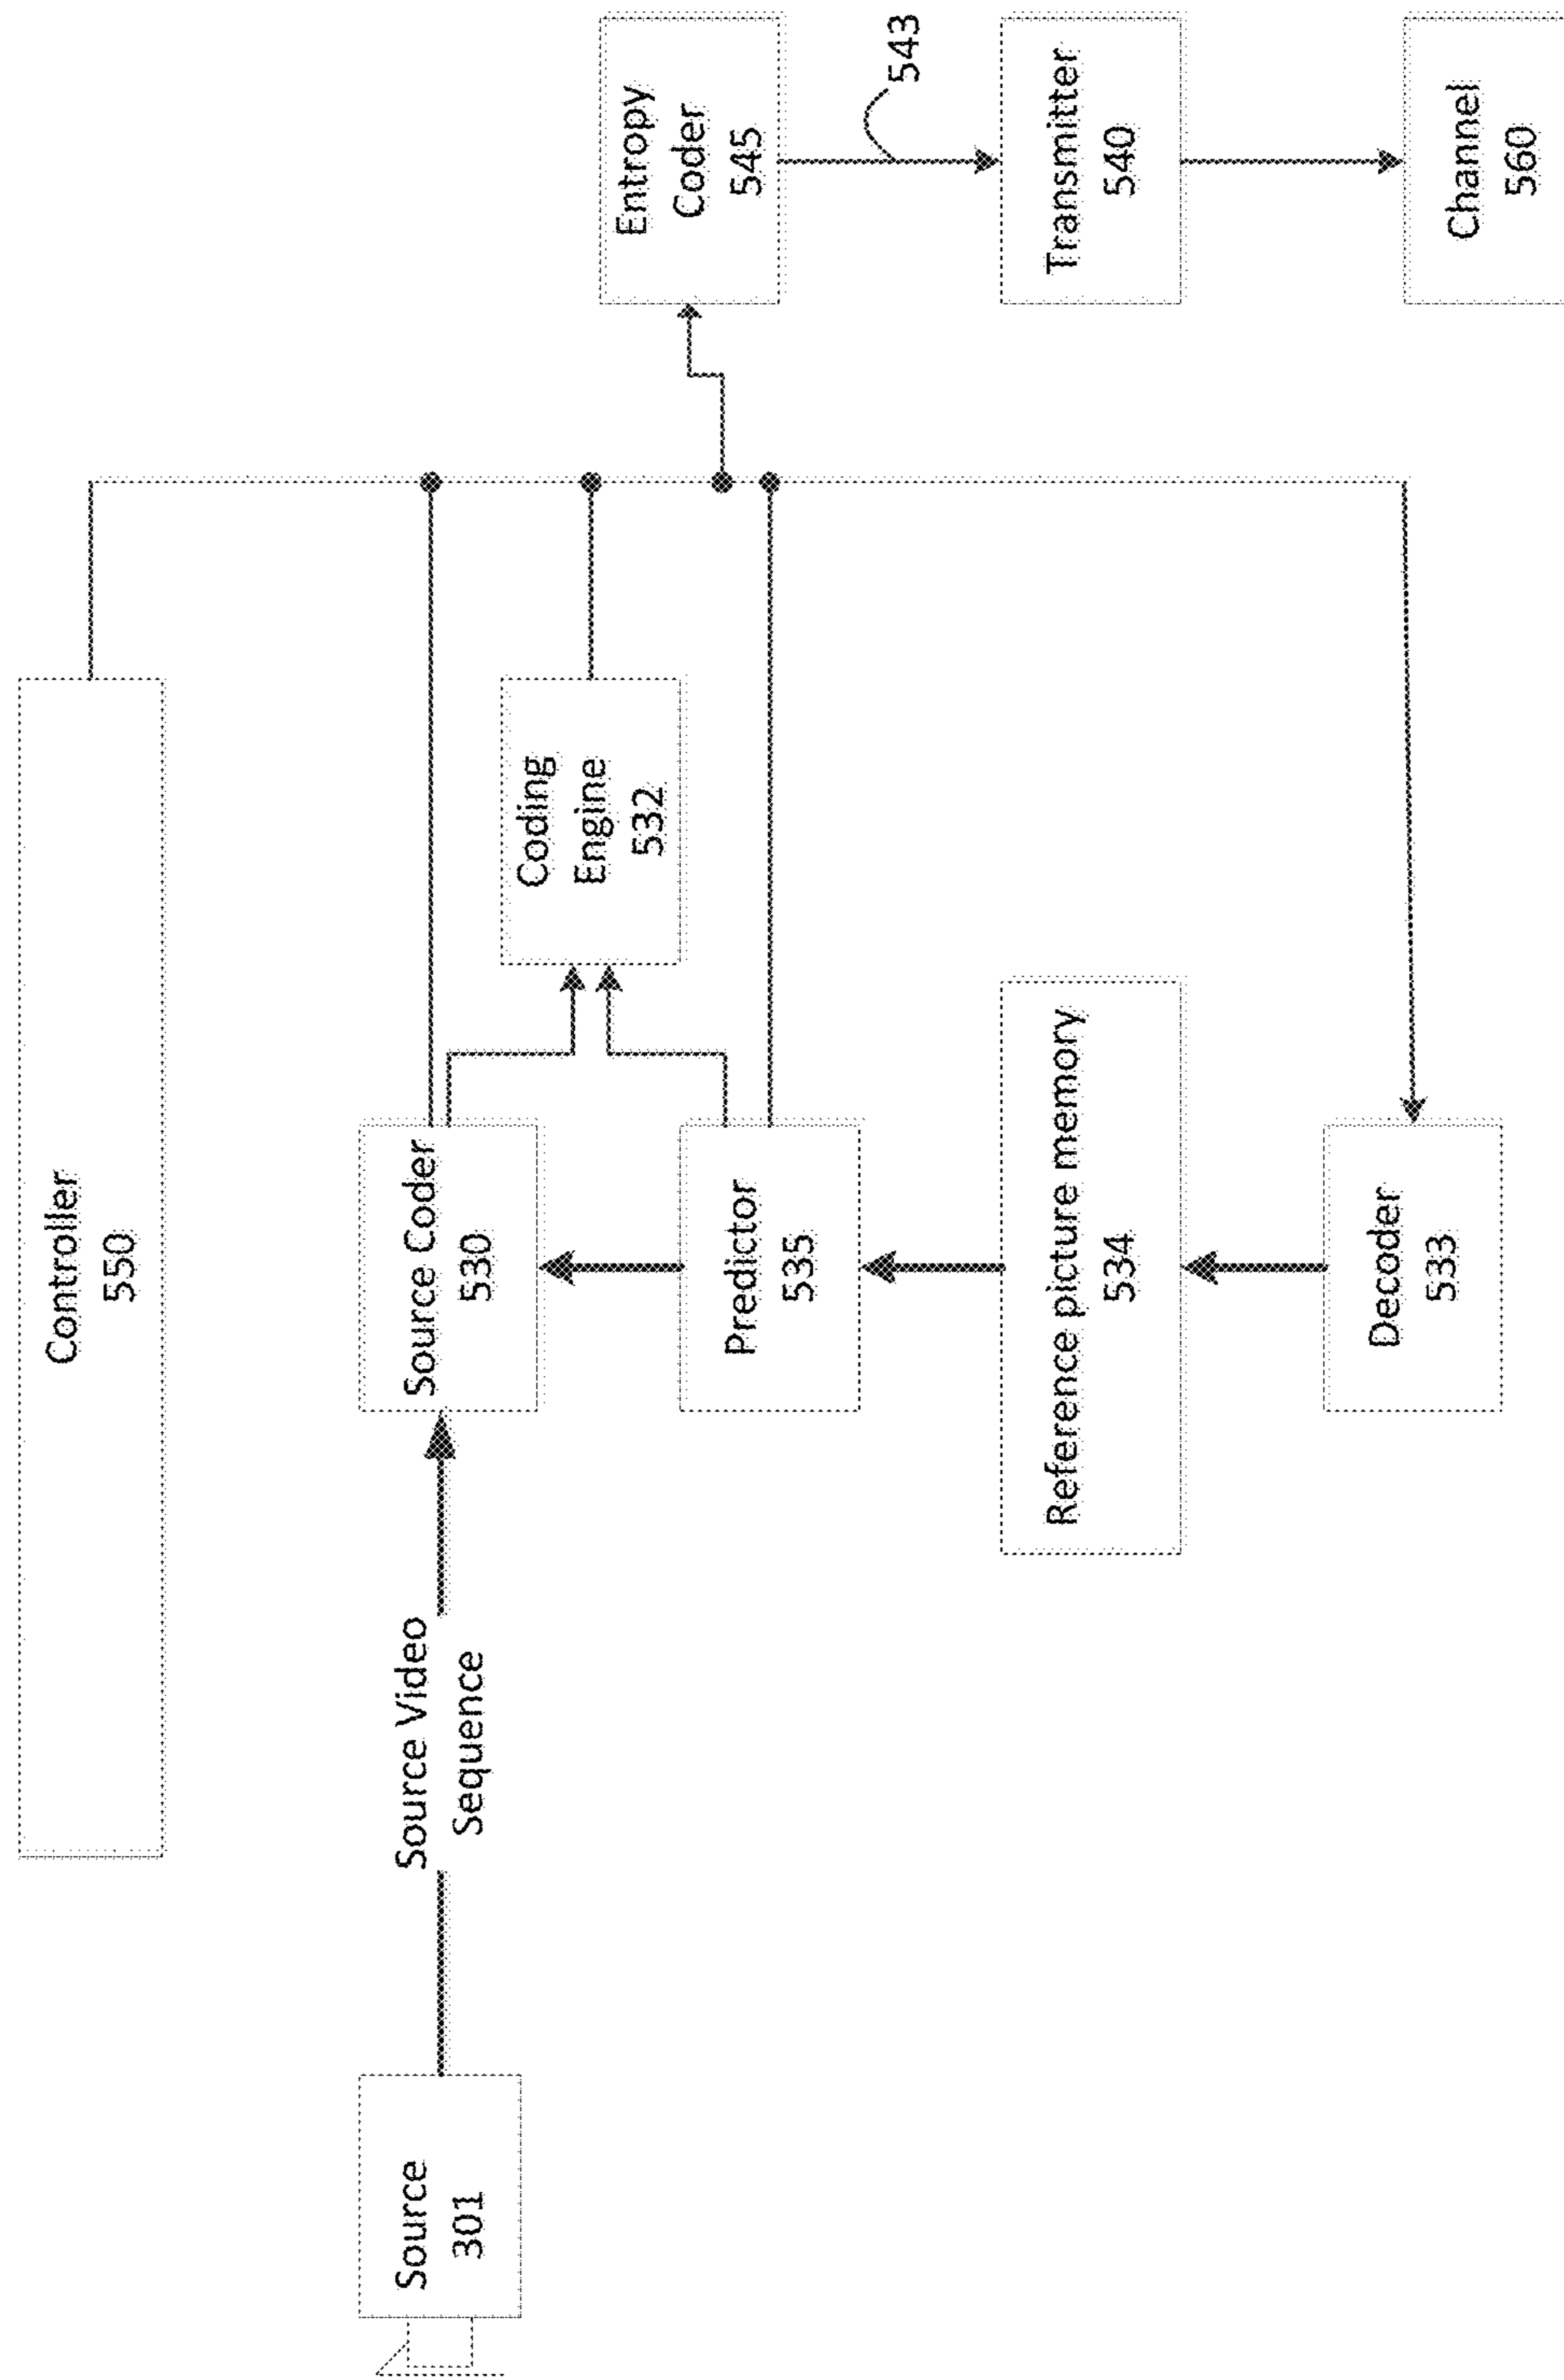 Controller
550
Source
301
Source Video
Sequence
Source Coder
530
Coding
Engine
532
Predictor
535
Reference picture memory
534
Decoder
533
Entropy
Coder
545
543
Transmitter
540
Channel
560